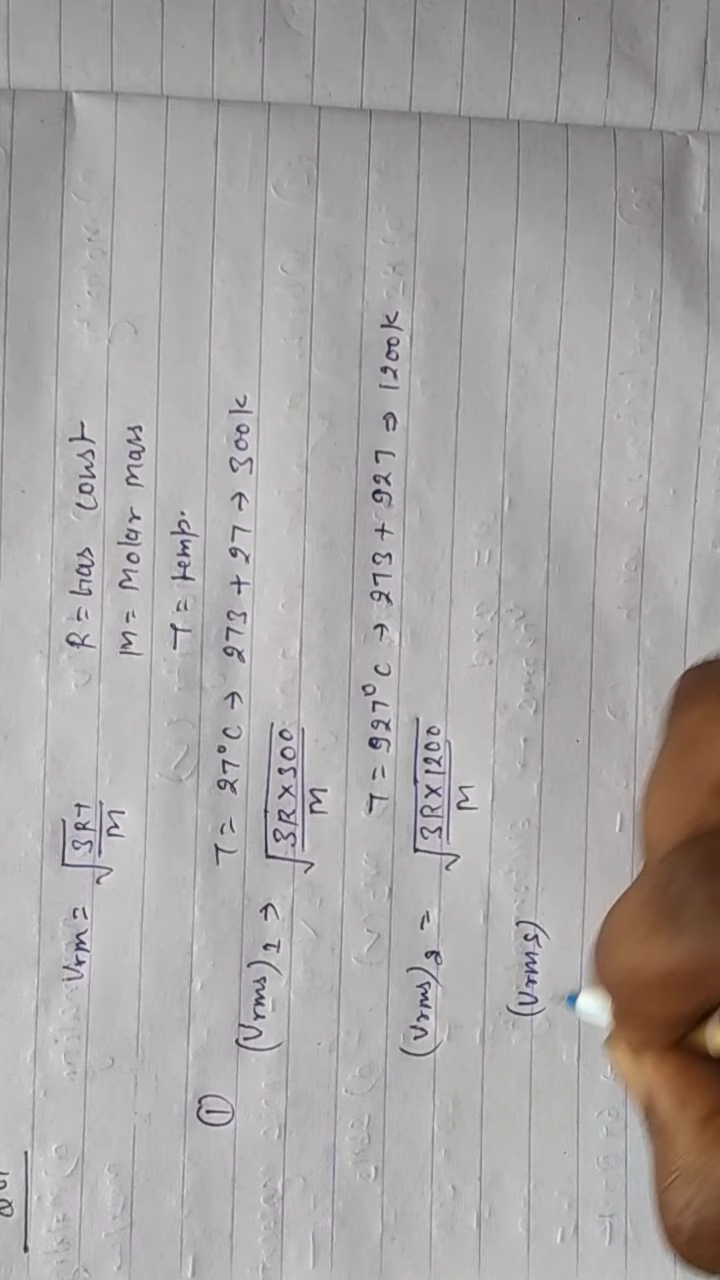 Vrm = √3RT/M R = Gas const
M = Molar mass
T = temp.
① T = 27°C → 273 + 27 → 300k
(Vrms)1 → √3R×300/M
T = 927°C → 273 + 927 ⇒ 1200k
(Vrms)2 = √3R×1200/M
(Vrms)